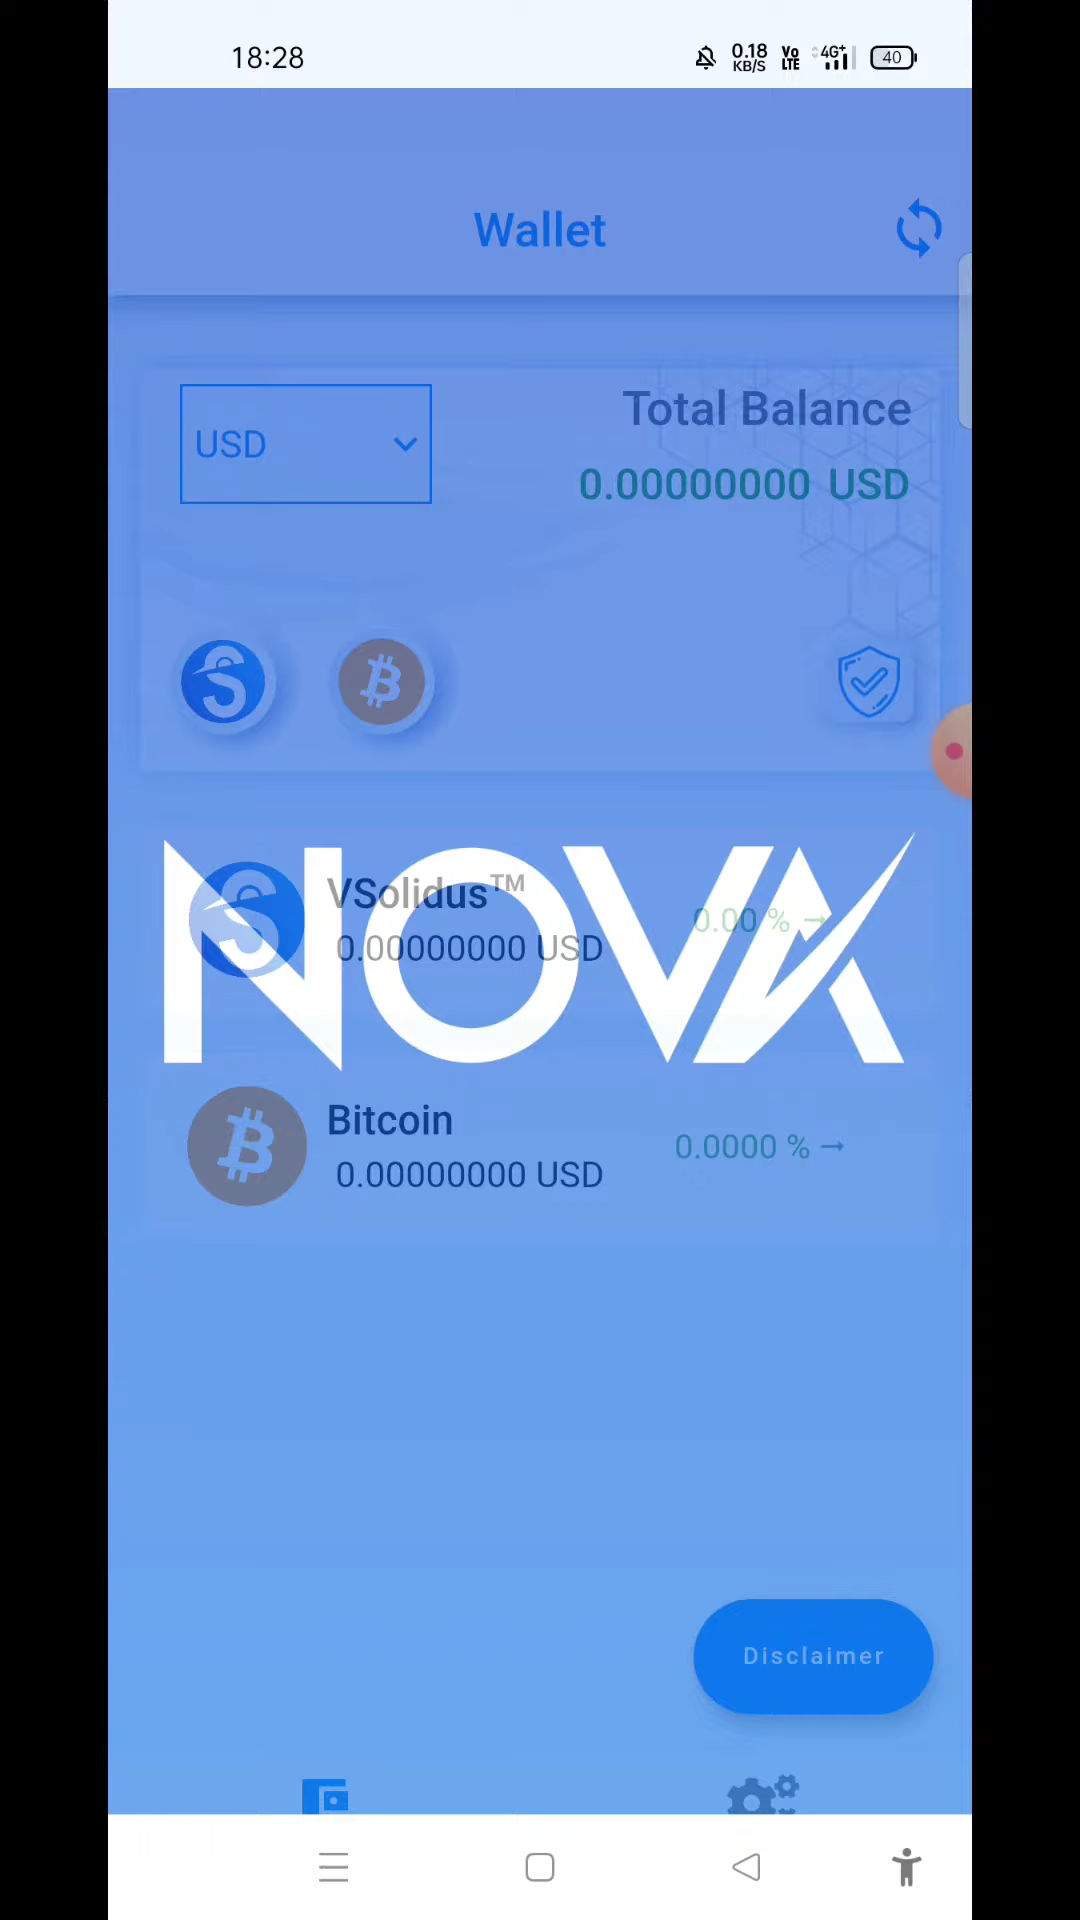 18:28
0.18 KB/S Vo LTE 4G+ 40
Wallet
USD
Total Balance
0.00000000 USD
VSolidus™
0.00000000 USD
0.00 % →
NOVA
Bitcoin
0.00000000 USD
0.0000 % →
Disclaimer